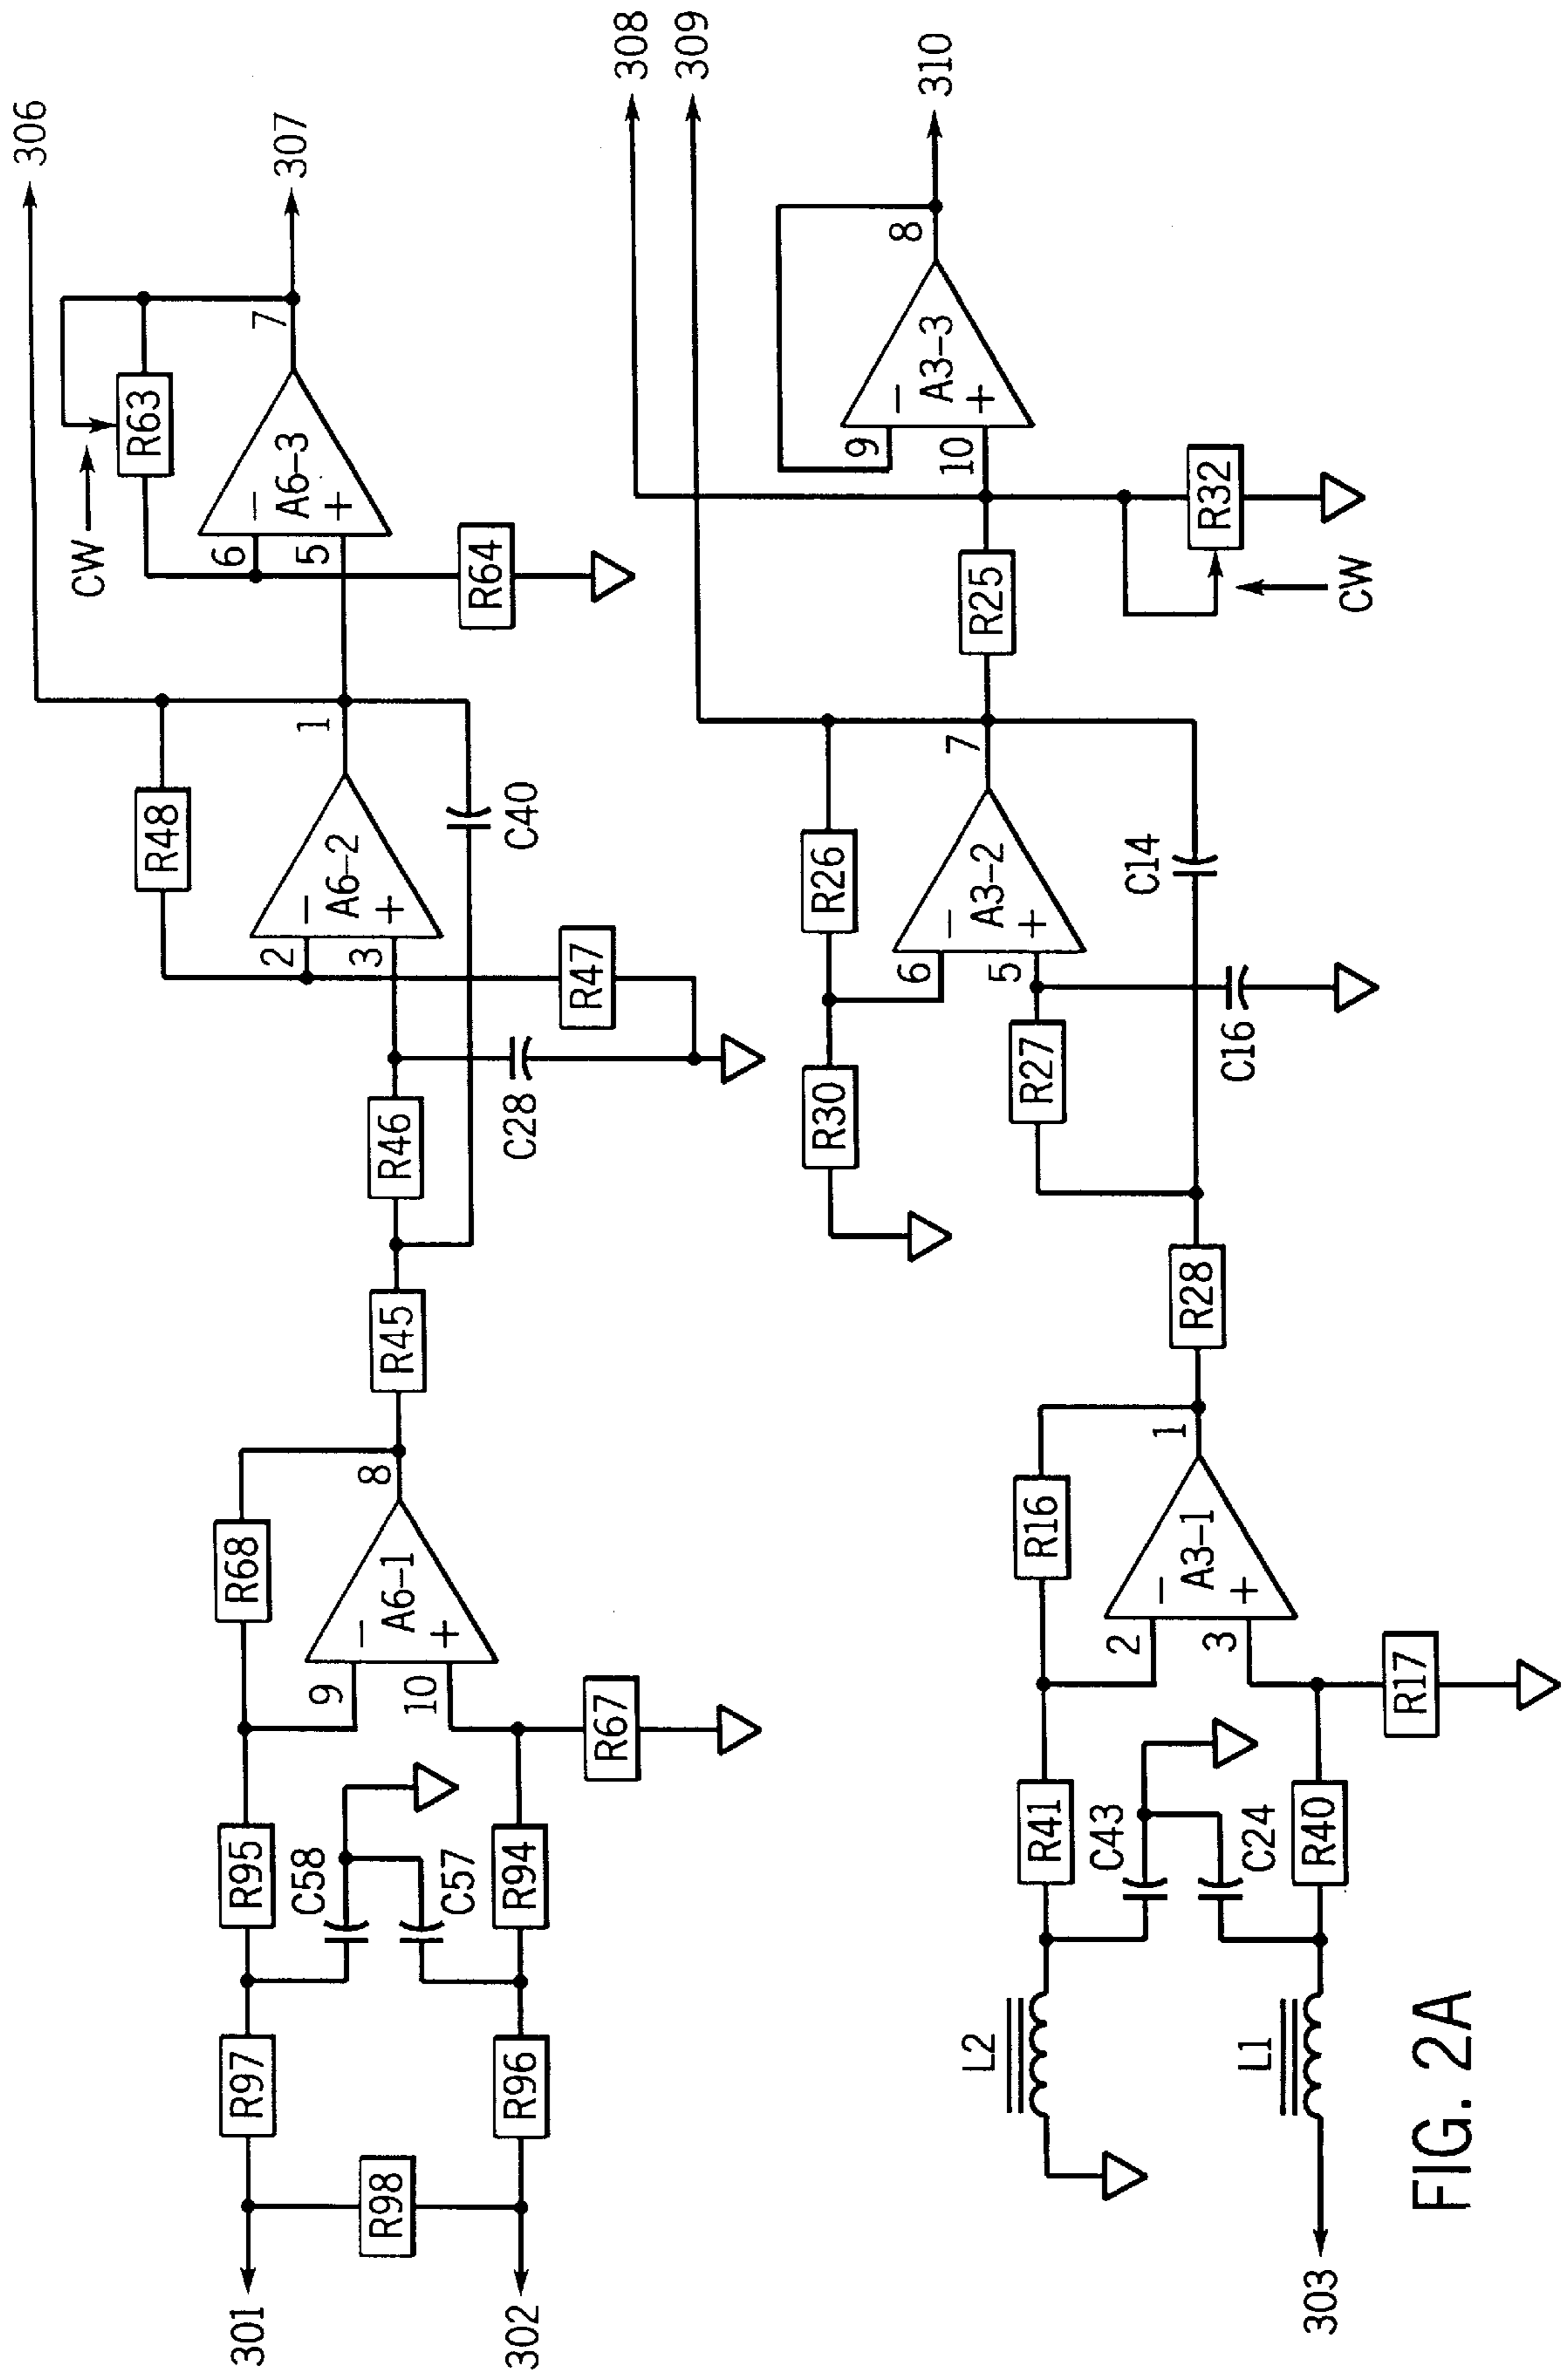 306
307
CW
R63
7
A6-3
−
+
6
5
R64
R48
1
A6-2
−
+
2
3
C40
R47
R46
C28
R45
R68
8
A6-1
−
+
9
10
R67
R95
C58
C57
R94
R97
R96
R98
301
302
308
309
310
8
A3-3
−
+
9
10
R32
CW
R25
7
R26
A3-2
−
+
6
5
C14
R30
R27
C16
R28
1
R16
A3-1
−
+
2
3
R17
R41
C43
C24
R40
L2
L1
303
FIG. 2A